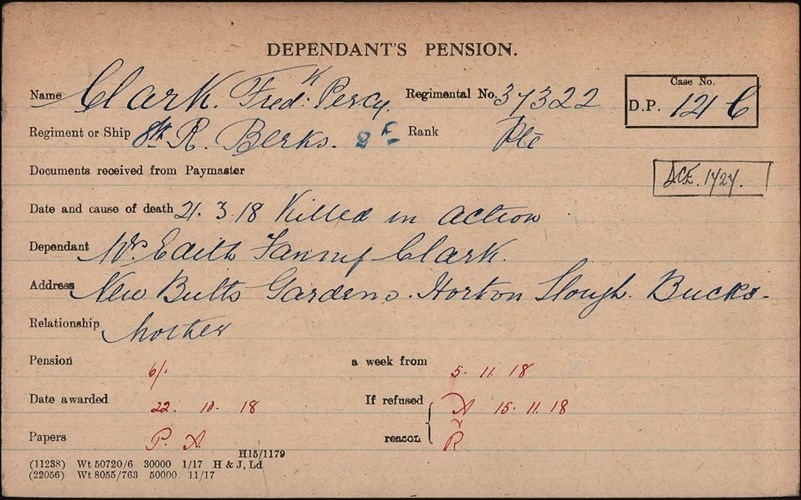 DEPENDANT'S PENSION.
Name Clark. Fredk: Percy. Regimental No. 37322 Case No. D.P. 121 C
Regiment or Ship 8th R. Berks. Rank Pte
Documents received from Paymaster
Date and cause of death 21. 3. 18 Killed in action
Dependant Mrs. Edith Fanny Clark.
Address New Butts Gardens. Horton Slough. Bucks.
Relationship Mother
Pension 6/. a week from 5. 11. 18
Date awarded 22. 10. 18 If refused A 15. 11. 18
Papers P. A. reason R
H15/1179
(11238) Wt 50720/6 30000 1/17 H & J, Ld
(22056) Wt 8055/763 50000 11/17